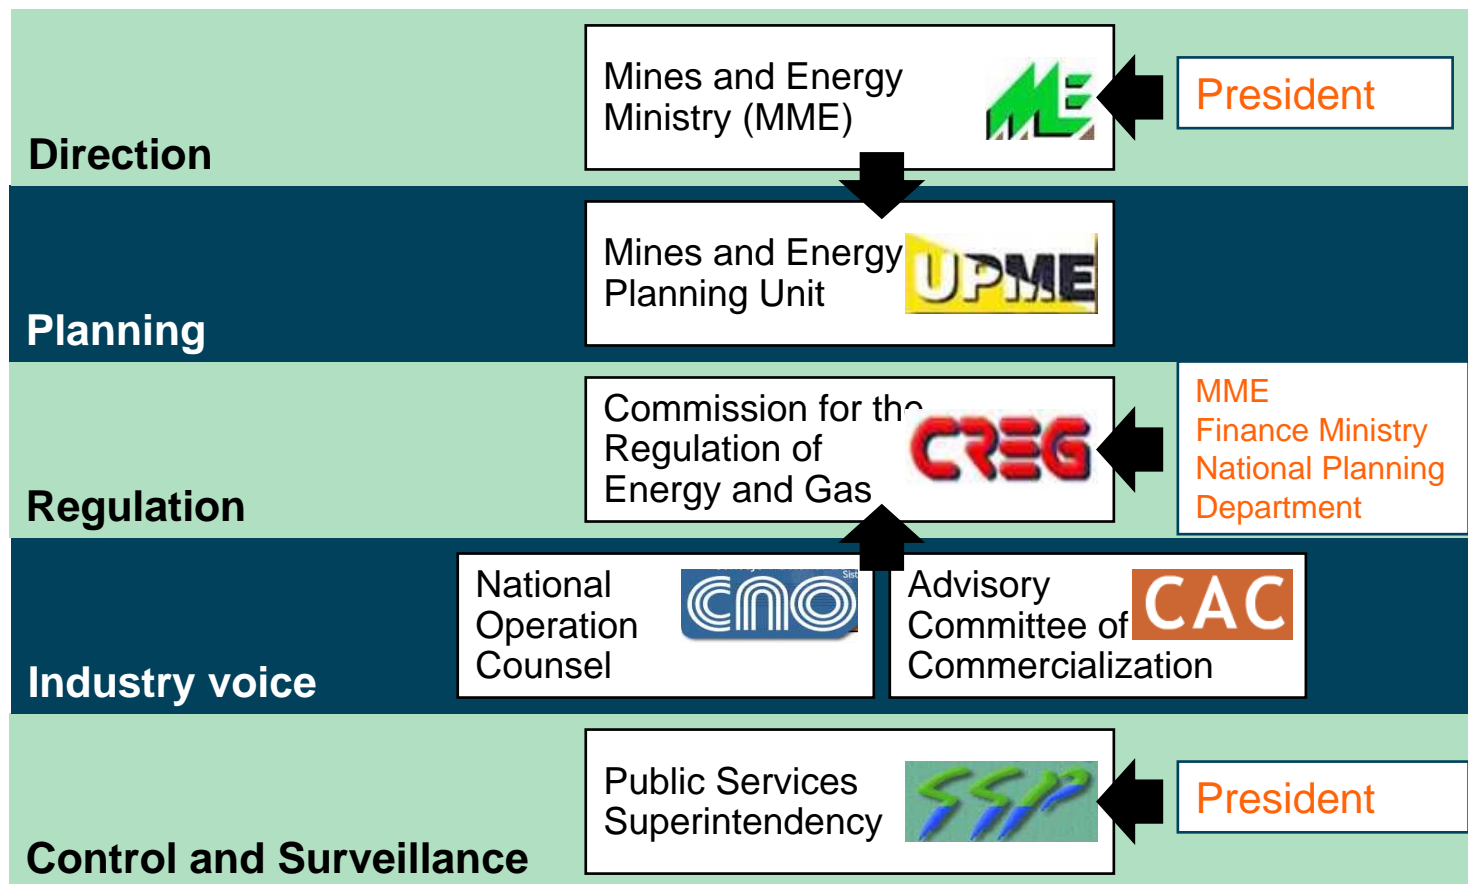 Direction
Mines and Energy
Ministry (MME)
ME
President
Planning
Mines and Energy
Planning Unit
UPME
Regulation
Commission for the
Regulation of
Energy and Gas
CREG
MME
Finance Ministry
National Planning
Department
Industry voice
National
Operation
Counsel
cno
Advisory
Committee of
Commercialization
CAC
Control and Surveillance
Public Services
Superintendency
SSP
President